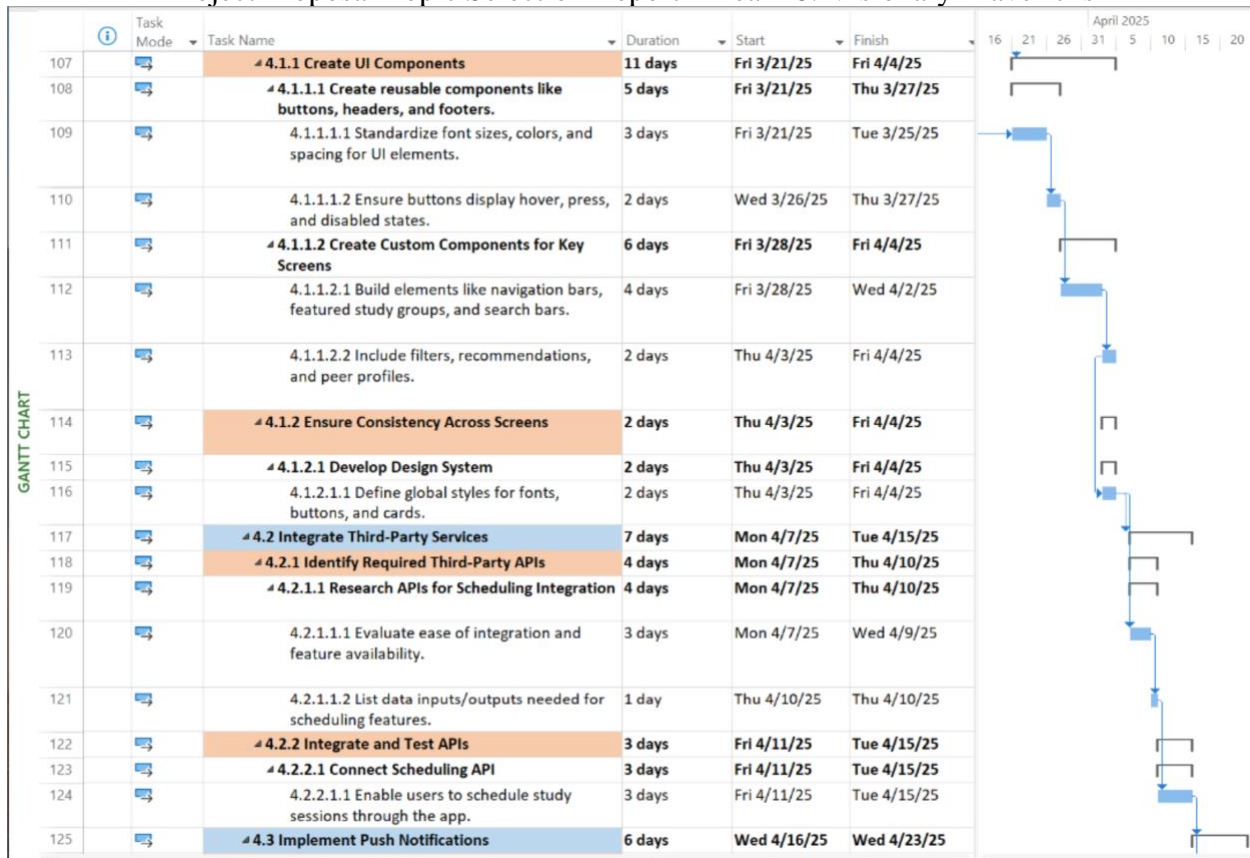 Task
Mode Task Name Duration Start Finish
April 2025
16 21 26 31 5 10 15 20
107 4.1.1 Create UI Components 11 days Fri 3/21/25 Fri 4/4/25
108 4.1.1.1 Create reusable components like 5 days Fri 3/21/25 Thu 3/27/25
buttons, headers, and footers.
109 4.1.1.1.1 Standardize font sizes, colors, and 3 days Fri 3/21/25 Tue 3/25/25
spacing for UI elements.
110 4.1.1.1.2 Ensure buttons display hover, press, 2 days Wed 3/26/25 Thu 3/27/25
and disabled states.
111 4.1.1.2 Create Custom Components for Key 6 days Fri 3/28/25 Fri 4/4/25
Screens
112 4.1.1.2.1 Build elements like navigation bars, 4 days Fri 3/28/25 Wed 4/2/25
featured study groups, and search bars.
113 4.1.1.2.2 Include filters, recommendations, 2 days Thu 4/3/25 Fri 4/4/25
and peer profiles.
114 4.1.2 Ensure Consistency Across Screens 2 days Thu 4/3/25 Fri 4/4/25
115 4.1.2.1 Develop Design System 2 days Thu 4/3/25 Fri 4/4/25
116 4.1.2.1.1 Define global styles for fonts, 2 days Thu 4/3/25 Fri 4/4/25
buttons, and cards.
117 4.2 Integrate Third-Party Services 7 days Mon 4/7/25 Tue 4/15/25
118 4.2.1 Identify Required Third-Party APIs 4 days Mon 4/7/25 Thu 4/10/25
119 4.2.1.1 Research APIs for Scheduling Integration 4 days Mon 4/7/25 Thu 4/10/25
120 4.2.1.1.1 Evaluate ease of integration and 3 days Mon 4/7/25 Wed 4/9/25
feature availability.
121 4.2.1.1.2 List data inputs/outputs needed for 1 day Thu 4/10/25 Thu 4/10/25
scheduling features.
122 4.2.2 Integrate and Test APIs 3 days Fri 4/11/25 Tue 4/15/25
123 4.2.2.1 Connect Scheduling API 3 days Fri 4/11/25 Tue 4/15/25
124 4.2.2.1.1 Enable users to schedule study 3 days Fri 4/11/25 Tue 4/15/25
sessions through the app.
125 4.3 Implement Push Notifications 6 days Wed 4/16/25 Wed 4/23/25
GANTT CHART